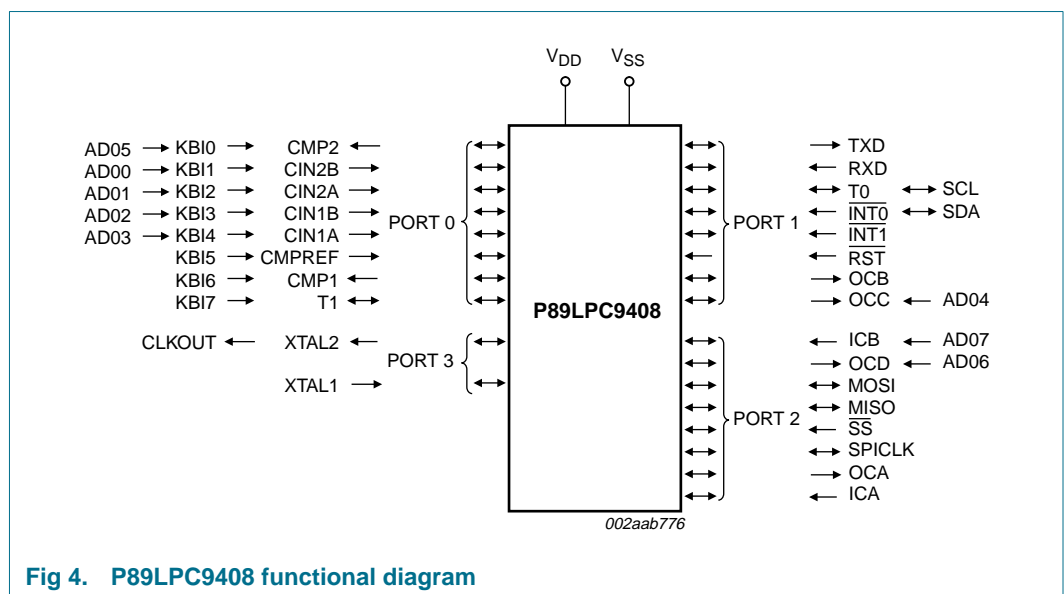 VDD VSS
AD05 KBI0 CMP2 TXD
AD00 KBI1 CIN2B RXD
AD01 KBI2 CIN2A T0 SCL
AD02 KBI3 CIN1B PORT 0 PORT 1 INT0 SDA
AD03 KBI4 CIN1A INT1
KBI5 CMPREF RST
KBI6 CMP1 OCB
KBI7 T1 OCC AD04
P89LPC9408
CLKOUT XTAL2 ICB AD07
PORT 3 OCD AD06
XTAL1 MOSI
MISO
PORT 2 SS
SPICLK
OCA
ICA
002aab776
Fig 4. P89LPC9408 functional diagram